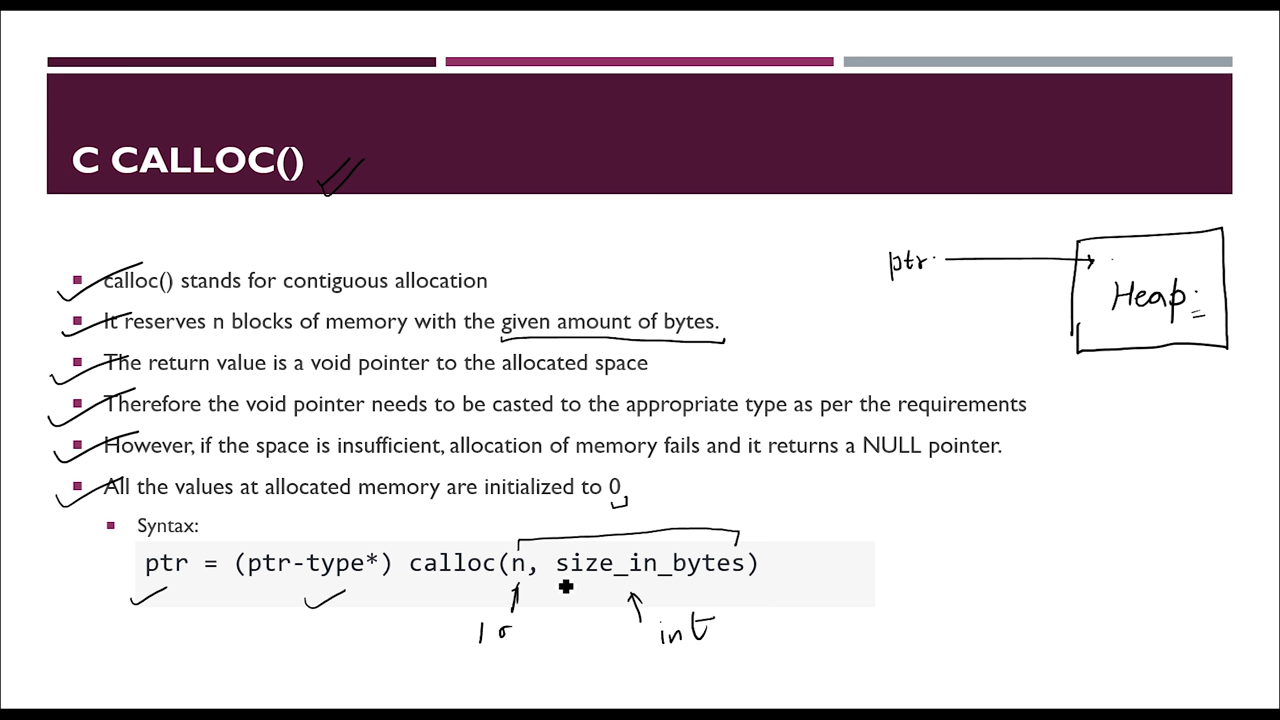 C CALLOC()
calloc() stands for contiguous allocation
It reserves n blocks of memory with the given amount of bytes.
The return value is a void pointer to the allocated space
Therefore the void pointer needs to be casted to the appropriate type as per the requirements
However, if the space is insufficient, allocation of memory fails and it returns a NULL pointer.
All the values at allocated memory are initialized to 0
Syntax:
ptr = (ptr-type*) calloc(n, size_in_bytes)
ptr
Heap
int